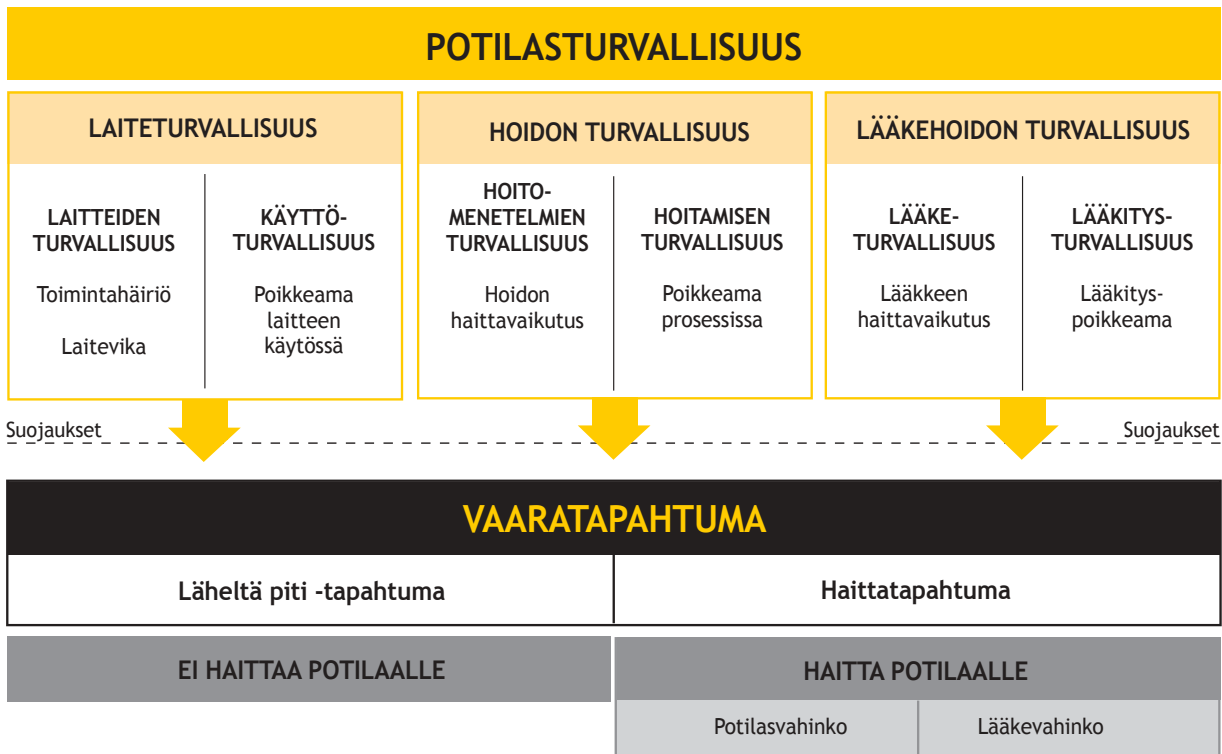 POTILASTURVALLISUUS
LAITETURVALLISUUS
LAITTEIDEN
TURVALLISUUS
Toimintahäiriö
Laitevika
KÄYTTÖ-
TURVALLISUUS
Poikkeama
laitteen
käytössä
HOIDON TURVALLISUUS
HOITO-
MENETELMIEN
TURVALLISUUS
Hoidon
haittavaikutus
HOITAMISEN
TURVALLISUUS
Poikkeama
prosessissa
LÄÄKEHOIDON TURVALLISUUS
LÄÄKE-
TURVALLISUUS
Lääkkeen
haittavaikutus
LÄÄKITYS-
TURVALLISUUS
Lääkitys-
poikkeama
Suojaukset
Suojaukset
VAARATAPAHTUMA
Läheltä piti -tapahtuma
Haittatapahtuma
EI HAITTAA POTILAALLE
HAITTA POTILAALLE
Potilasvahinko
Lääkevahinko